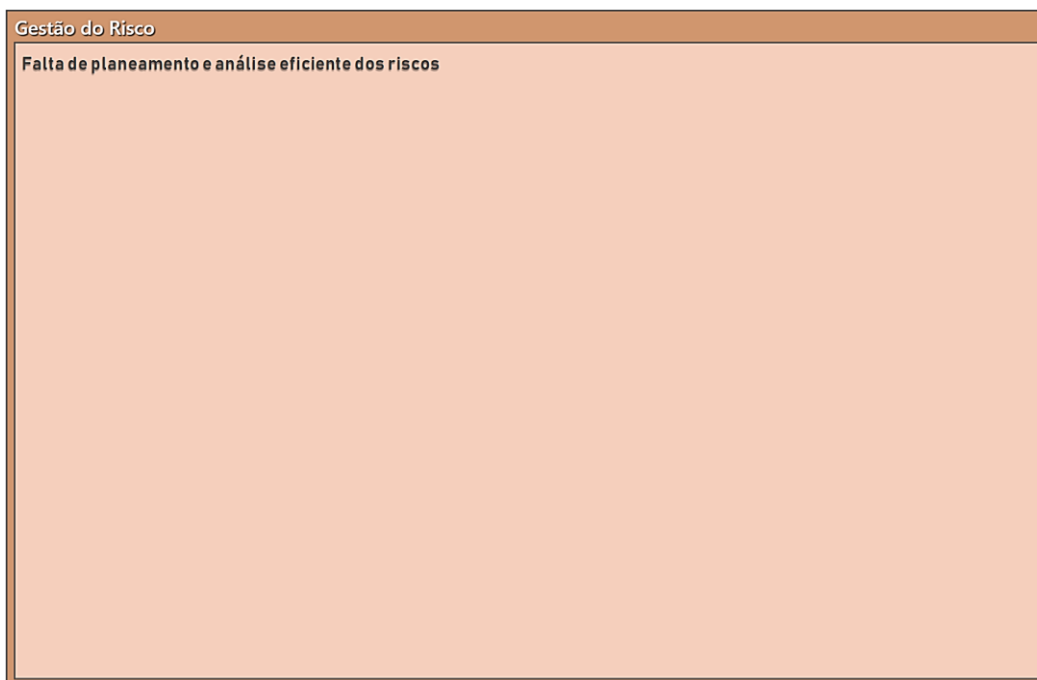 Gestão do Risco
Falta de planeamento e análise eficiente dos riscos